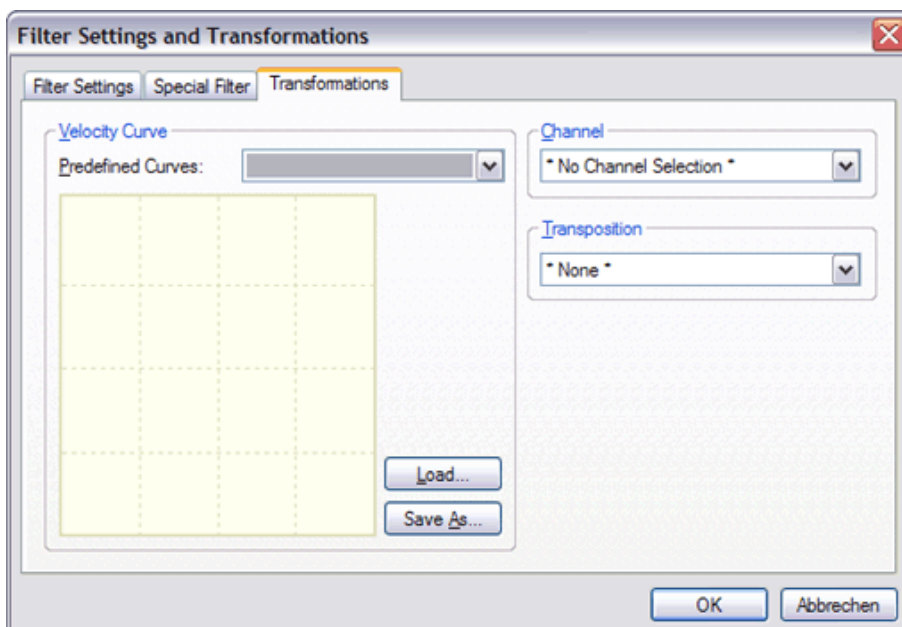 Filter Settings and Transformations
Filter Settings
Special Filter
Transformations
Velocity Curve
Predefined Curves:
Load...
Save As...
Channel
* No Channel Selection *
Transposition
* None *
OK
Abbrechen